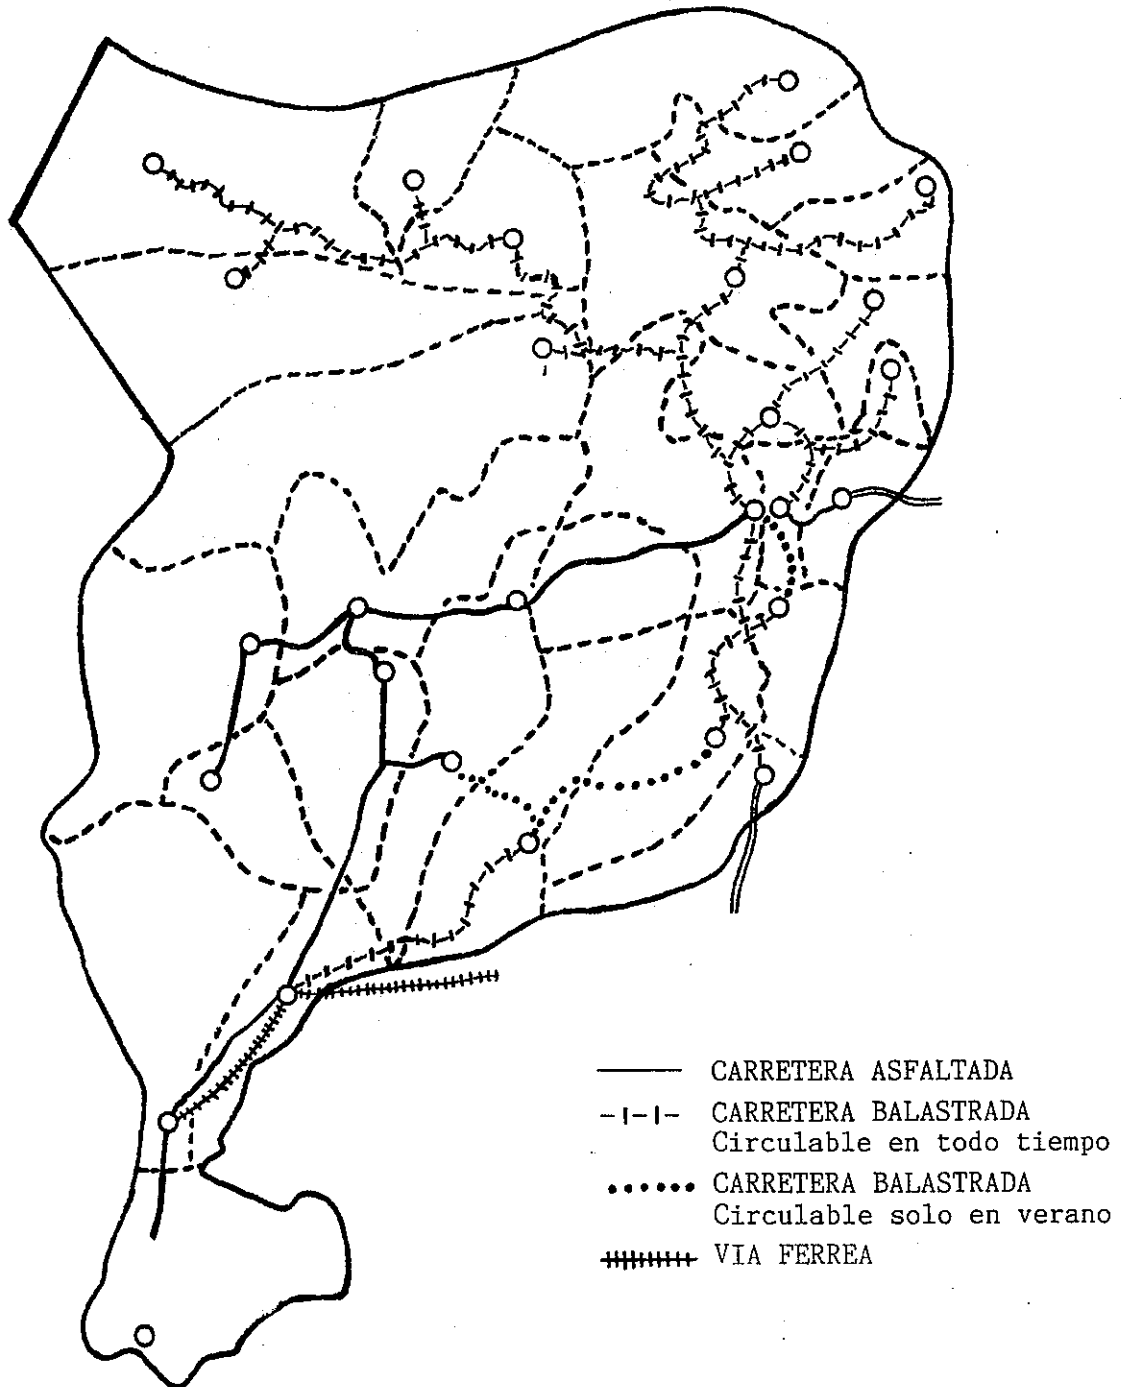 CARRETERA ASFALTADA
CARRETERA BALASTRADA
Circulable en todo tiempo
CARRETERA BALASTRADA
Circulable solo en verano
VIA FERREA